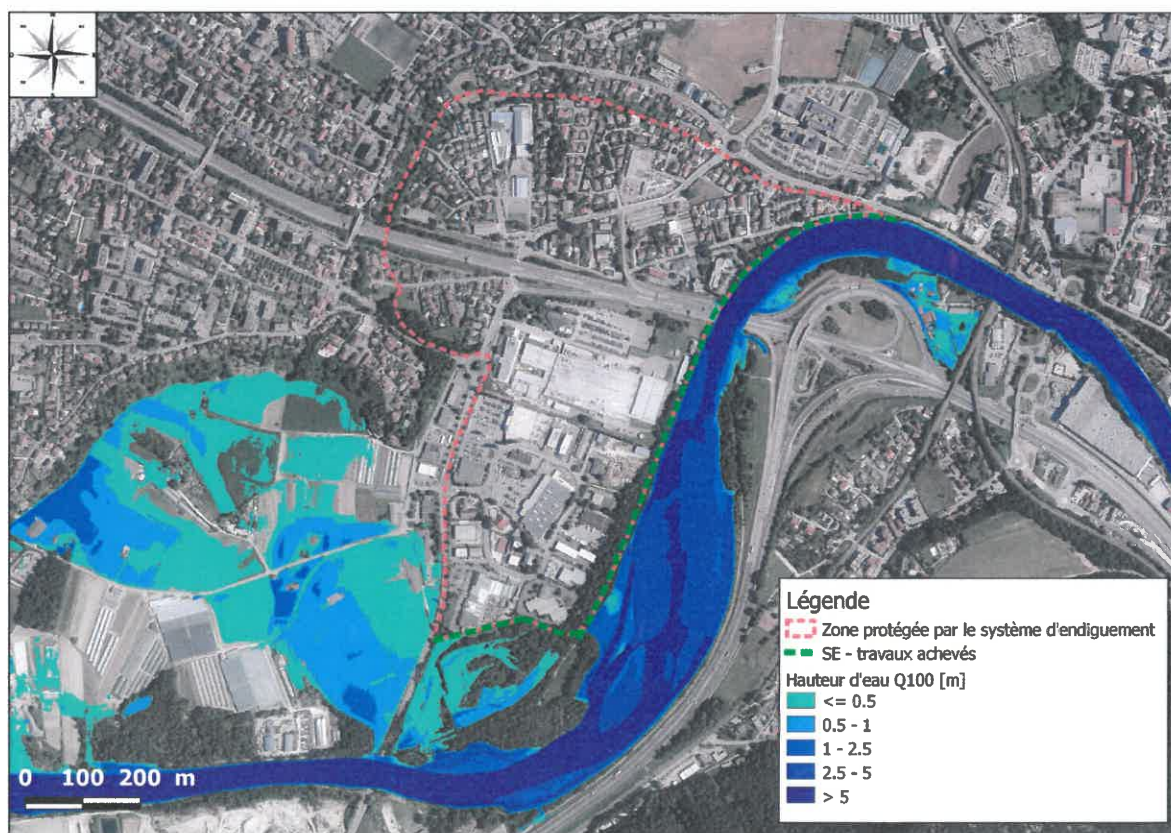 Légende
Zone protégée par le système d'endiguement
SE - travaux achevés
Hauteur d'eau Q100 [m]
<= 0.5
0.5 - 1
1 - 2.5
2.5 - 5
> 5
0 100 200 m